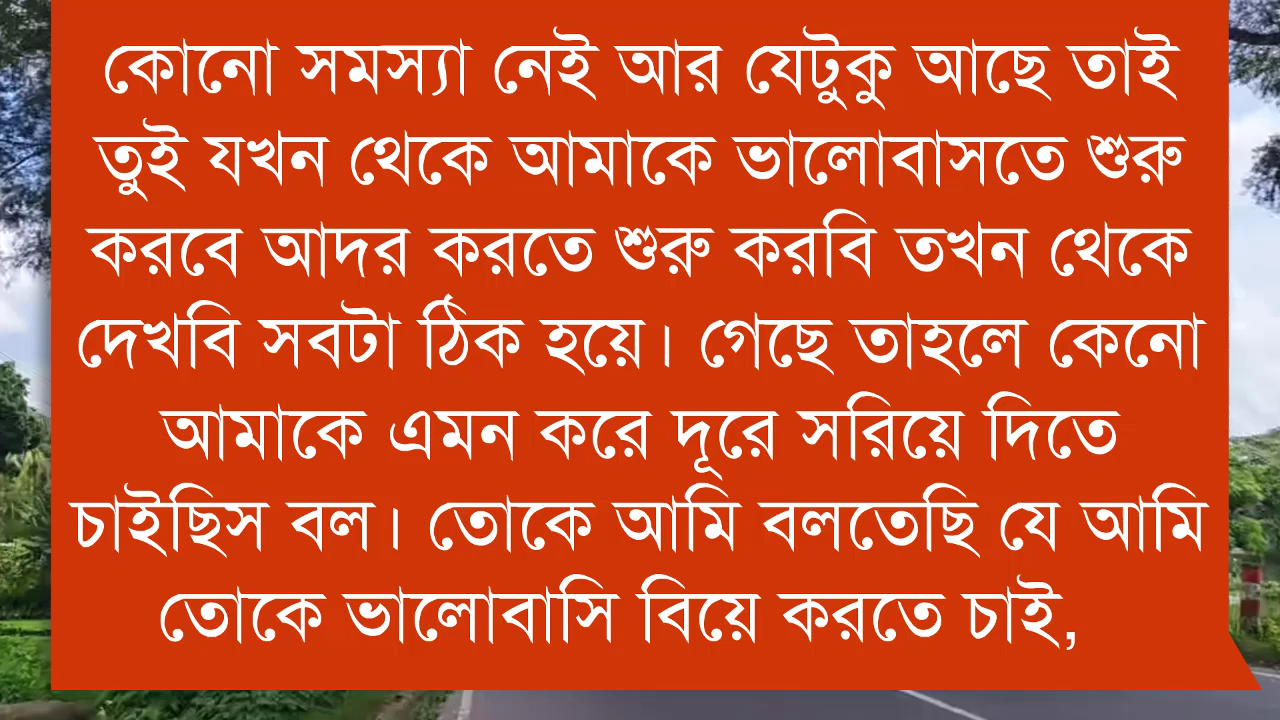 কোনো সমস্যা নেই আর যেটুকু আছে তাই
তুই যখন থেকে আমাকে ভালোবাসতে শুরু
করবে আদর করতে শুরু করবি তখন থেকে
দেখবি সবটা ঠিক হয়ে। গেছে তাহলে কেনো
আমাকে এমন করে দূরে সরিয়ে দিতে
চাইছিস বল। তোকে আমি বলতেছি যে আমি
তোকে ভালোবাসি বিয়ে করতে চাই,